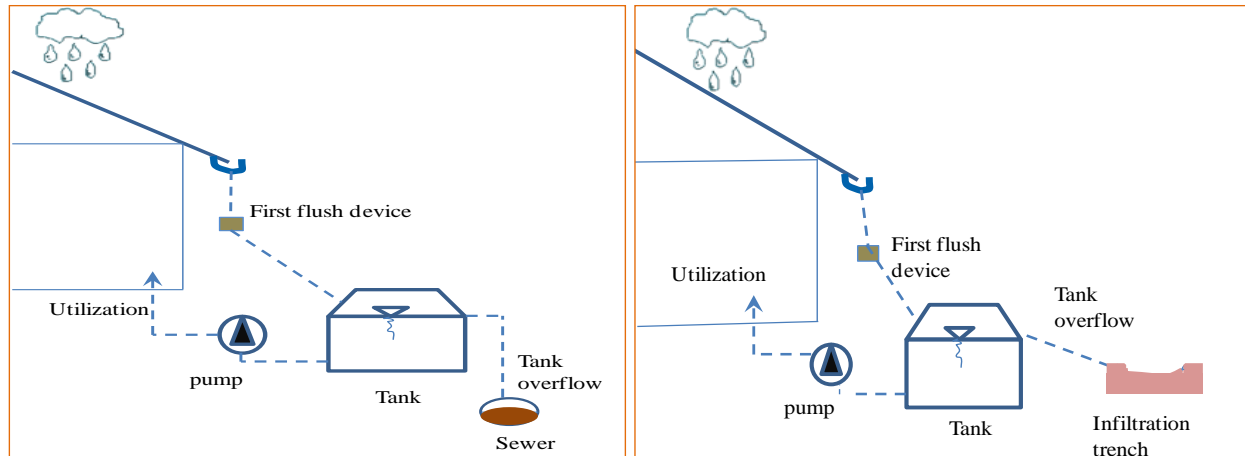 First flush device
Utilization
pump
Tank
Tank
overflow
Sewer
First flush
device
Utilization
Tank
overflow
pump
Tank
Infiltration
trench